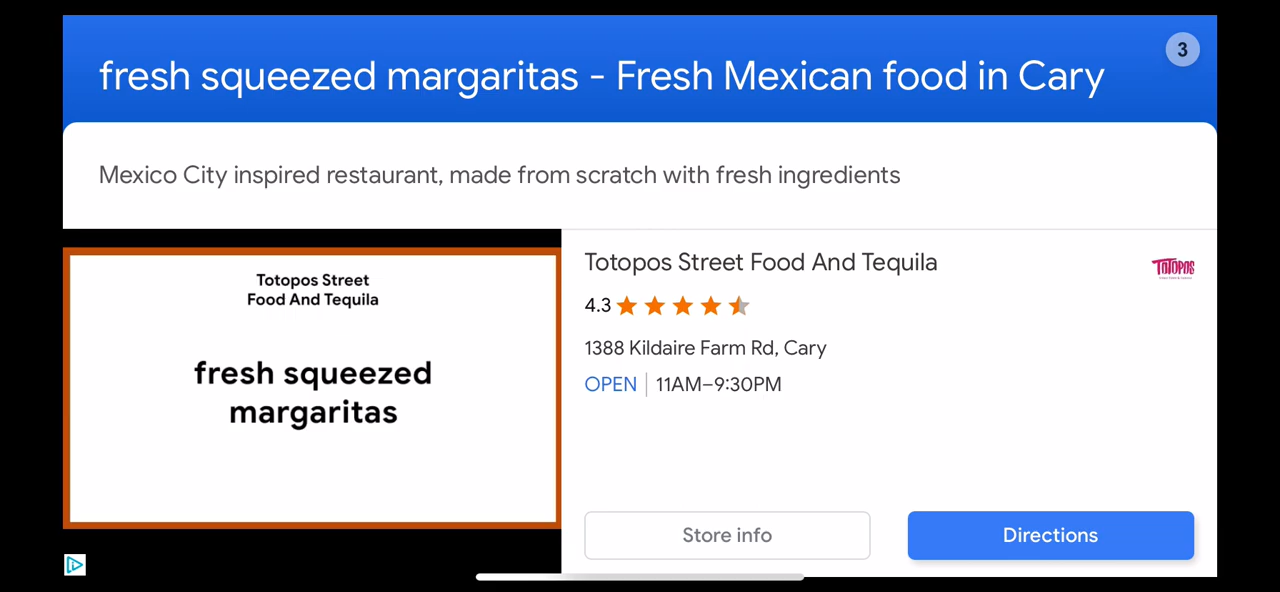 3
fresh squeezed margaritas - Fresh Mexican food in Cary
Mexico City inspired restaurant, made from scratch with fresh ingredients
Totopos Street
Food And Tequila
fresh squeezed
margaritas
Totopos Street Food And Tequila
TOTOPOS
4.3
1388 Kildaire Farm Rd, Cary
OPEN | 11AM–9:30PM
Store info
Directions